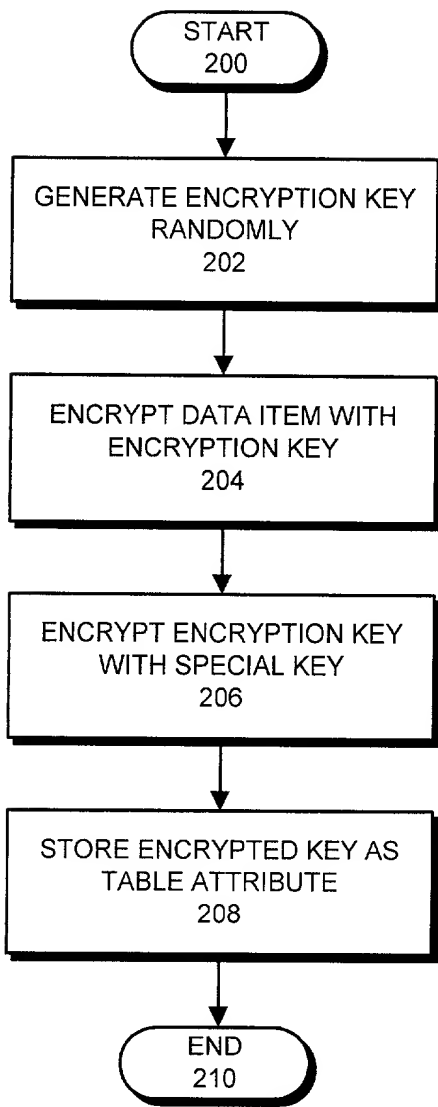 START
200
GENERATE ENCRYPTION KEY
RANDOMLY
202
ENCRYPT DATA ITEM WITH
ENCRYPTION KEY
204
ENCRYPT ENCRYPTION KEY
WITH SPECIAL KEY
206
STORE ENCRYPTED KEY AS
TABLE ATTRIBUTE
208
END
210